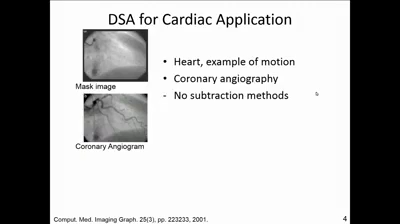 DSA for Cardiac Application
Mask image
Coronary Angiogram
• Heart, example of motion
• Coronary angiography
- No subtraction methods
Comput. Med. Imaging Graph. 25(3), pp. 223233, 2001.
4